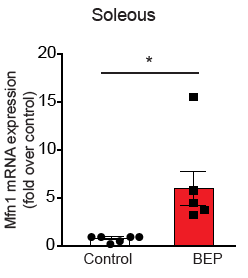 Soleous
*
Mfn1 mRNA expression
(fold over control)
20
15
10
5
0
Control BEP